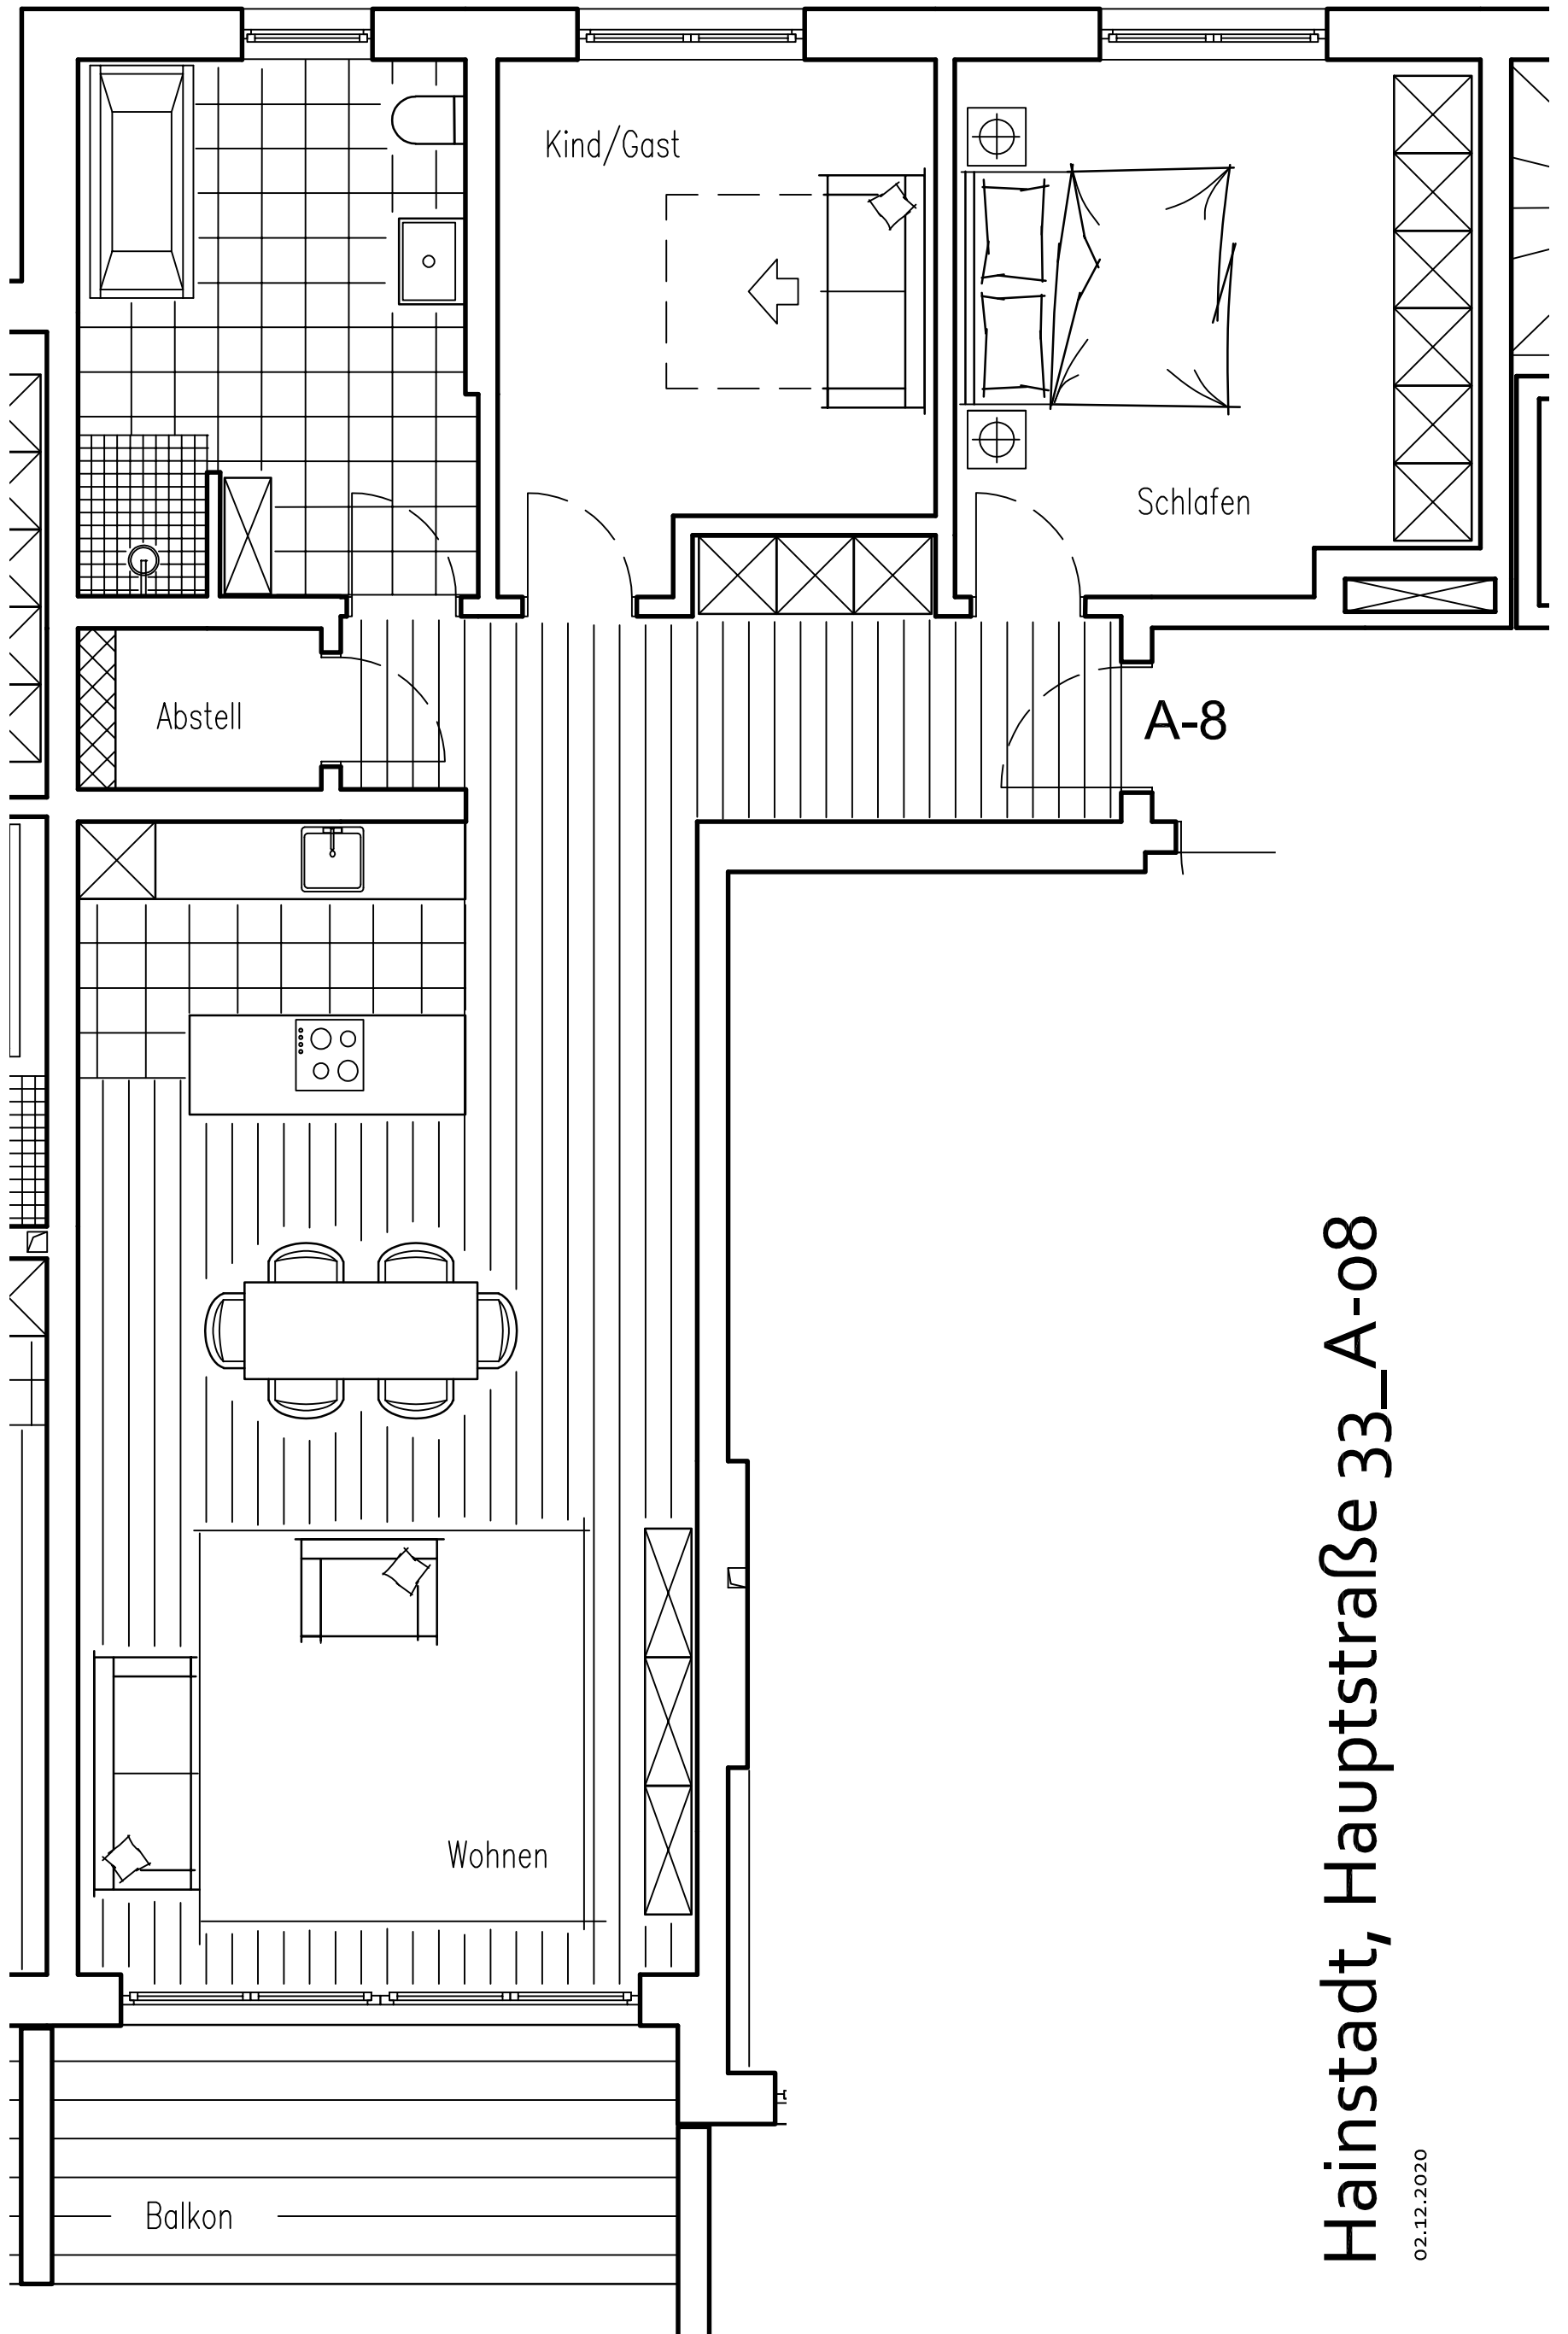 Kind/Gast
Schlafen
Abstell
A-8
Wohnen
Balkon
Hainstadt, Hauptstraße 33_A-08
02.12.2020